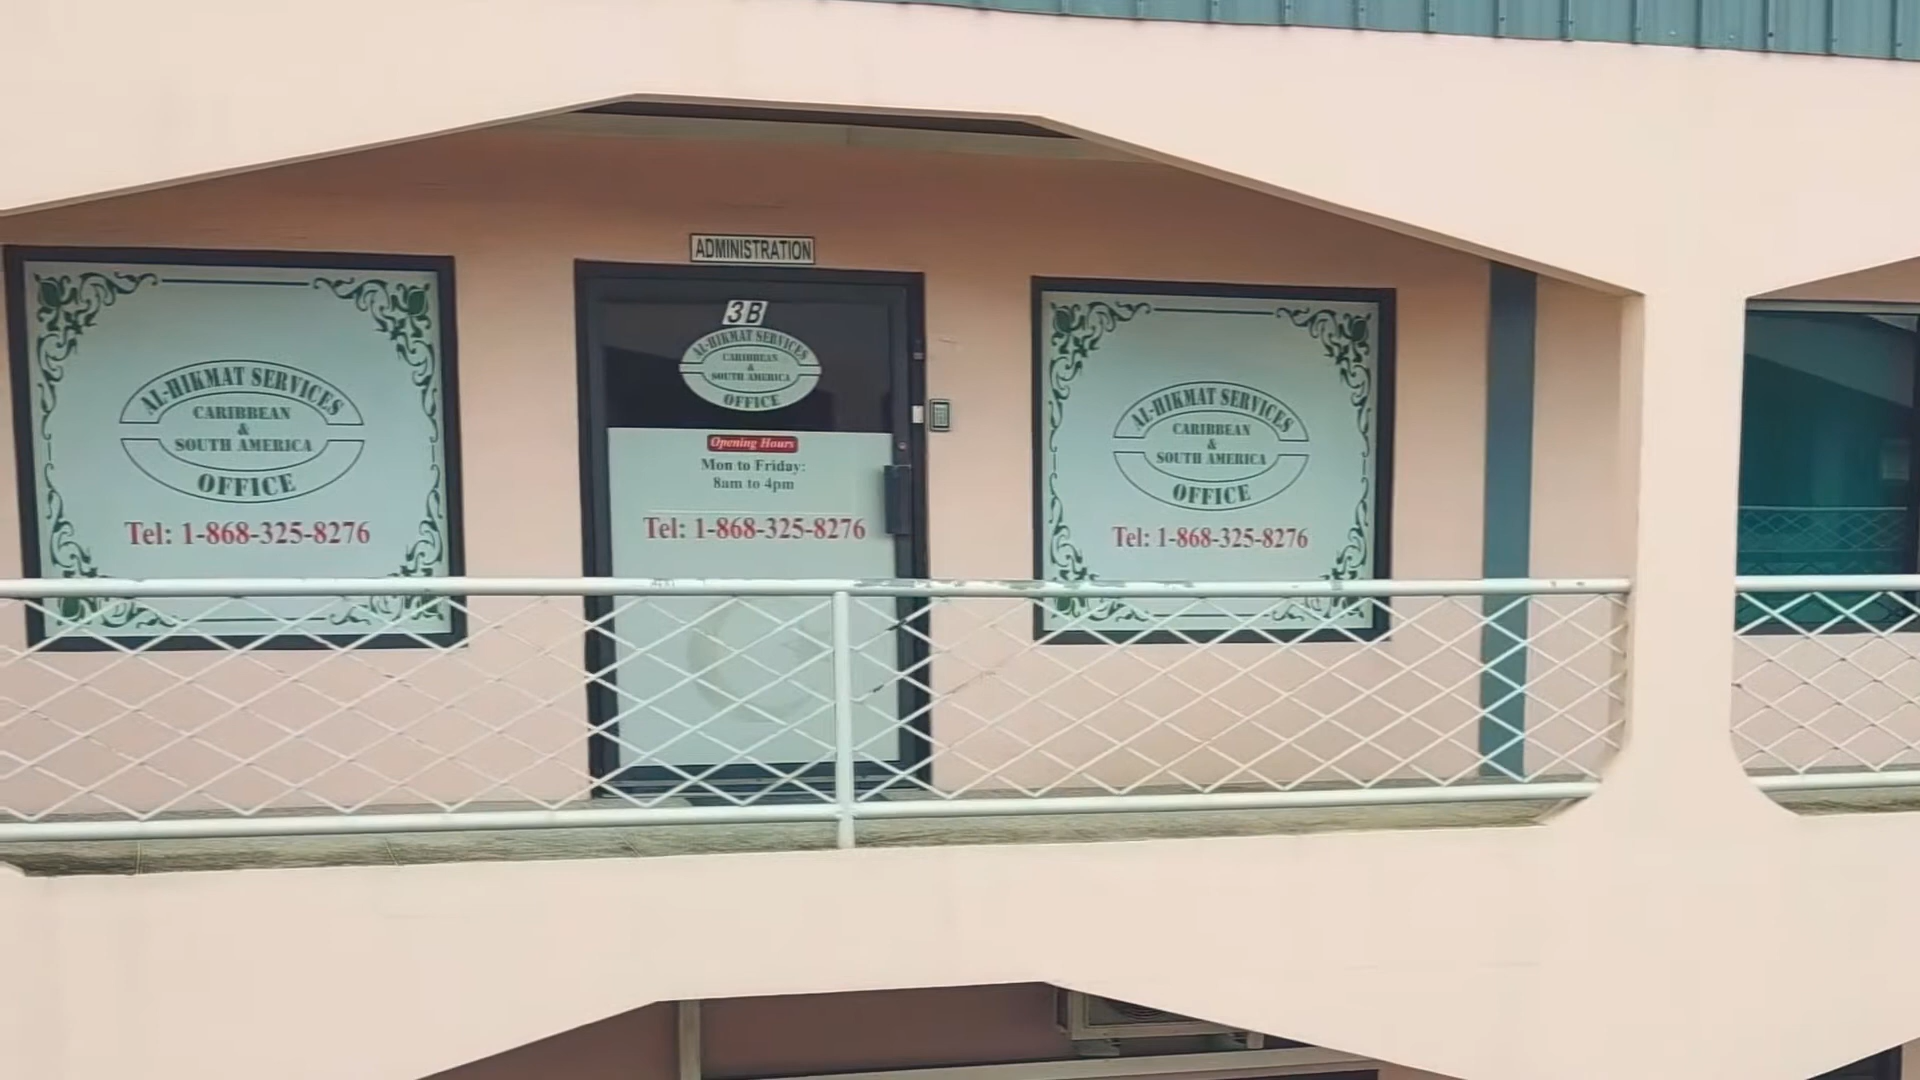 ADMINISTRATION
AL-HIKMAT SERVICES
CARIBBEAN
&
SOUTH AMERICA
OFFICE
Tel: 1-868-325-8276
3B
AL-HIKMAT SERVICES
CARIBBEAN
&
SOUTH AMERICA
OFFICE
Opening Hours
Mon to Friday:
8am to 4pm
Tel: 1-868-325-8276
AL-HIKMAT SERVICES
CARIBBEAN
&
SOUTH AMERICA
OFFICE
Tel: 1-868-325-8276